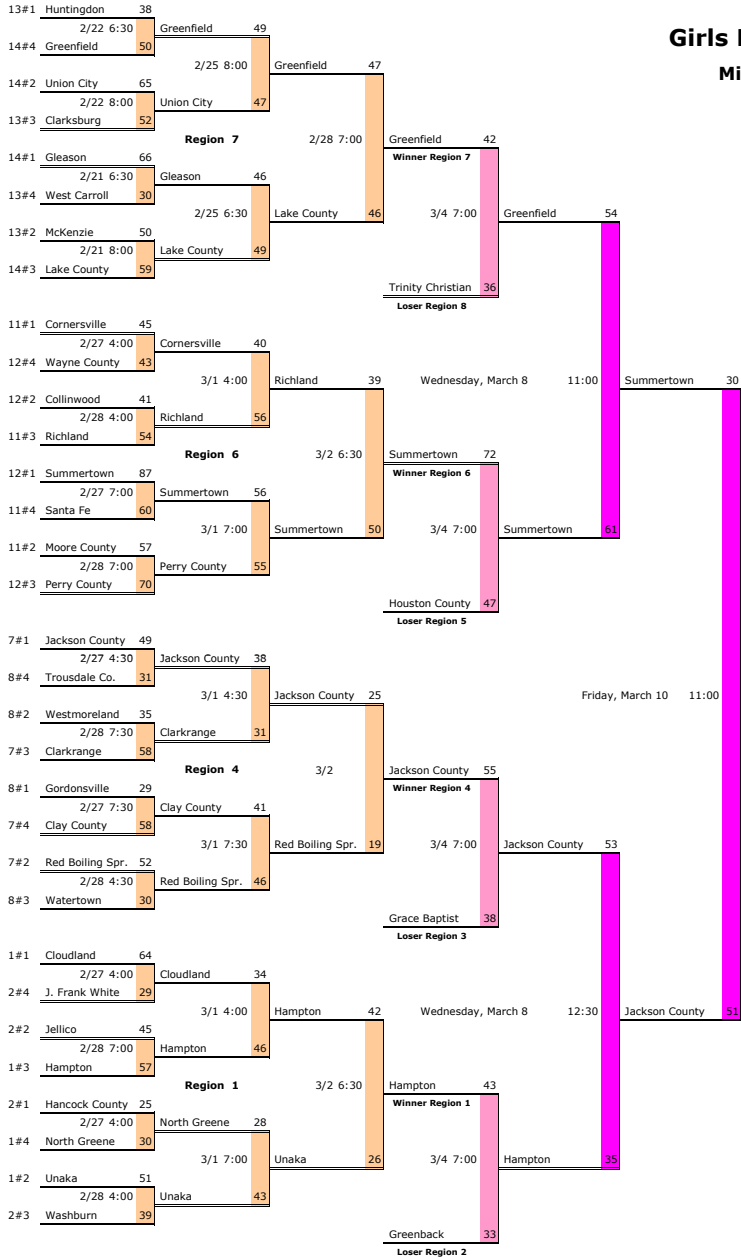 13#1 Huntingdon 38
2/22 6:30 Greenfield 49
14#4 Greenfield 50
Girls
2/25 8:00 Greenfield 47
Mi
14#2 Union City 65
2/22 8:00 Union City 47
13#3 Clarksburg 52
Region 7 2/28 7:00 Greenfield 42
14#1 Gleason 66 Winner Region 7
2/21 6:30 Gleason 46
13#4 West Carroll 30
2/25 6:30 Lake County 46 3/4 7:00 Greenfield 54
13#2 McKenzie 50
2/21 8:00 Lake County 49
14#3 Lake County 59
Trinity Christian 36
Loser Region 8
11#1 Cornersville 45
2/27 4:00 Cornersville 40
12#4 Wayne County 43
3/1 4:00 Richland 39 Wednesday, March 8 11:00 Summertown 30
12#2 Collinwood 41
2/28 4:00 Richland 56
11#3 Richland 54
Region 6 3/2 6:30 Summertown 72
12#1 Summertown 87 Winner Region 6
2/27 7:00 Summertown 56
11#4 Santa Fe 60
3/1 7:00 Summertown 50 3/4 7:00 Summertown 61
11#2 Moore County 57
2/28 7:00 Perry County 55
12#3 Perry County 70
Houston County 47
Loser Region 5
7#1 Jackson County 49
2/27 4:30 Jackson County 38
8#4 Trousdale Co. 31
3/1 4:30 Jackson County 25 Friday, March 10 11:00
8#2 Westmoreland 35
2/28 7:30 Clarkrange 31
7#3 Clarkrange 58
Region 4 3/2 Jackson County 55
8#1 Gordonsville 29 Winner Region 4
2/27 7:30 Clay County 41
7#4 Clay County 58
3/1 7:30 Red Boiling Spr. 19 3/4 7:00 Jackson County 53
7#2 Red Boiling Spr. 52
2/28 4:30 Red Boiling Spr. 46
8#3 Watertown 30
Grace Baptist 38
Loser Region 3
1#1 Cloudland 64
2/27 4:00 Cloudland 34
2#4 J. Frank White 29
3/1 4:00 Hampton 42 Wednesday, March 8 12:30 Jackson County 51
2#2 Jellico 45
2/28 7:00 Hampton 46
1#3 Hampton 57
Region 1 3/2 6:30 Hampton 43
2#1 Hancock County 25 Winner Region 1
2/27 4:00 North Greene 28
1#4 North Greene 30
3/1 7:00 Unaka 26 3/4 7:00 Hampton 35
1#2 Unaka 51
2/28 4:00 Unaka 43
2#3 Washburn 39
Greenback 33
Loser Region 2